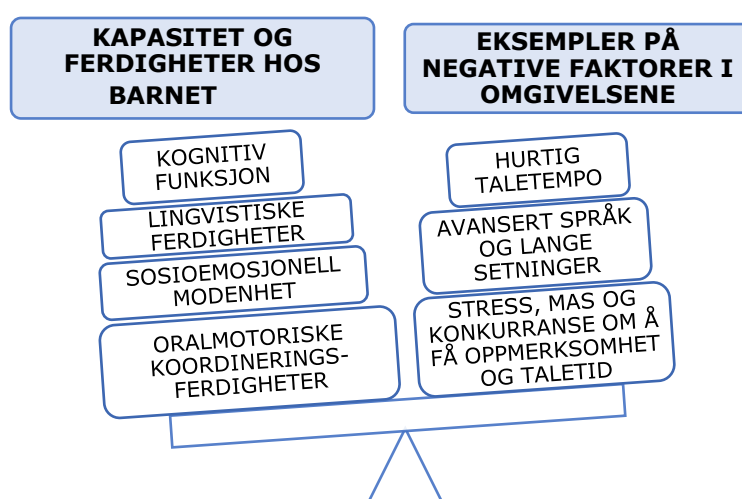 KAPASITET OG
FERDIGHETER HOS
BARNET
EKSEMPLER PÅ
NEGATIVE FAKTORER I
OMGIVELSENE
KOGNITIV
FUNKSJON
LINGVISTISKE
FERDIGHETER
SOSIOEMOSJONELL
MODENHET
ORALMOTORISKE
KOORDINERINGS-
FERDIGHETER
HURTIG
TALETEMPO
AVANSERT SPRÅK
OG LANGE
SETNINGER
STRESS, MAS OG
KONKURRANSE OM Å
FÅ OPPMERKSOMHET
OG TALETID